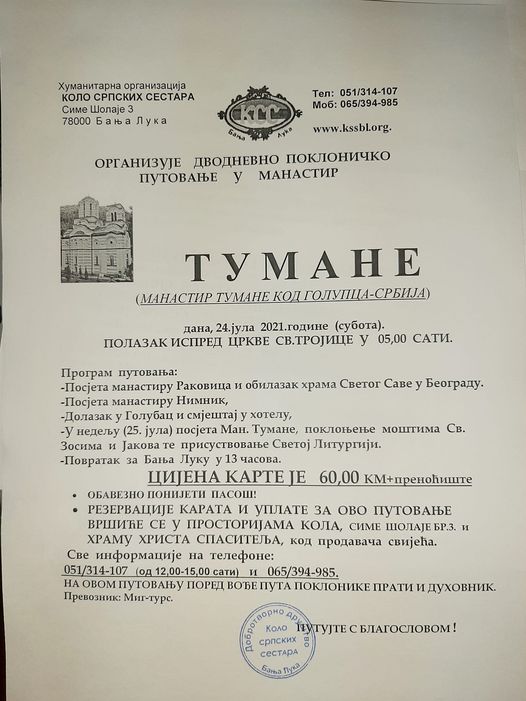 Хуманитарна организација
КОЛО СРПСКИХ СЕСТАРА
Симе Шолаје 3
78000 Бања Лука
КСС
Бања Лука
Тел: 051/314-107
Моб: 065/394-985
www.kssbl.org.
ОРГАНИЗУЈЕ ДВОДНЕВНО ПОКЛОНИЧКО
ПУТОВАЊЕ У МАНАСТИР
ТУМАНЕ
(МАНАСТИР ТУМАНЕ КОД ГОЛУПЦА-СРБИЈА)
дана, 24.јула 2021.године (субота).
ПОЛАЗАК ИСПРЕД ЦРКВЕ СВ.ТРОЈИЦЕ У 05,00 САТИ.
Програм путовања:
-Посјета манастиру Раковица и обилазак храма Светог Саве у Београду.
-Посјета манастиру Нимник,
-Долазак у Голубац и смјештај у хотелу,
-У недељу (25. јула) посјета Ман. Тумане, поклоњење моштима Св.
Зосима и Јакова те присуствовање Светој Литургији.
-Повратак за Бања Луку у 13 часова.
ЦИЈЕНА КАРТЕ ЈЕ 60,00 КМ+преноћиште
• ОБАВЕЗНО ПОНИЈЕТИ ПАСОШ!
• РЕЗЕРВАЦИЈЕ КАРАТА И УПЛАТЕ ЗА ОВО ПУТОВАЊЕ
ВРШИЋЕ СЕ У ПРОСТОРИЈАМА КОЛА, СИМЕ ШОЛАЈЕ БР.3. и
ХРАМУ ХРИСТА СПАСИТЕЉА, код продавача свијећа.
Све информације на телефоне:
051/314-107 (од 12,00-15,00 сати) и 065/394-985.
НА ОВОМ ПУТОВАЊУ ПОРЕД ВОЂЕ ПУТА ПОКЛОНИКЕ ПРАТИ И ДУХОВНИК.
Превозник: Миг-турс.
ПУТУЈТЕ С БЛАГОСЛОВОМ!
Добротворно друштво
Коло
српских
сестара
Бања Лука